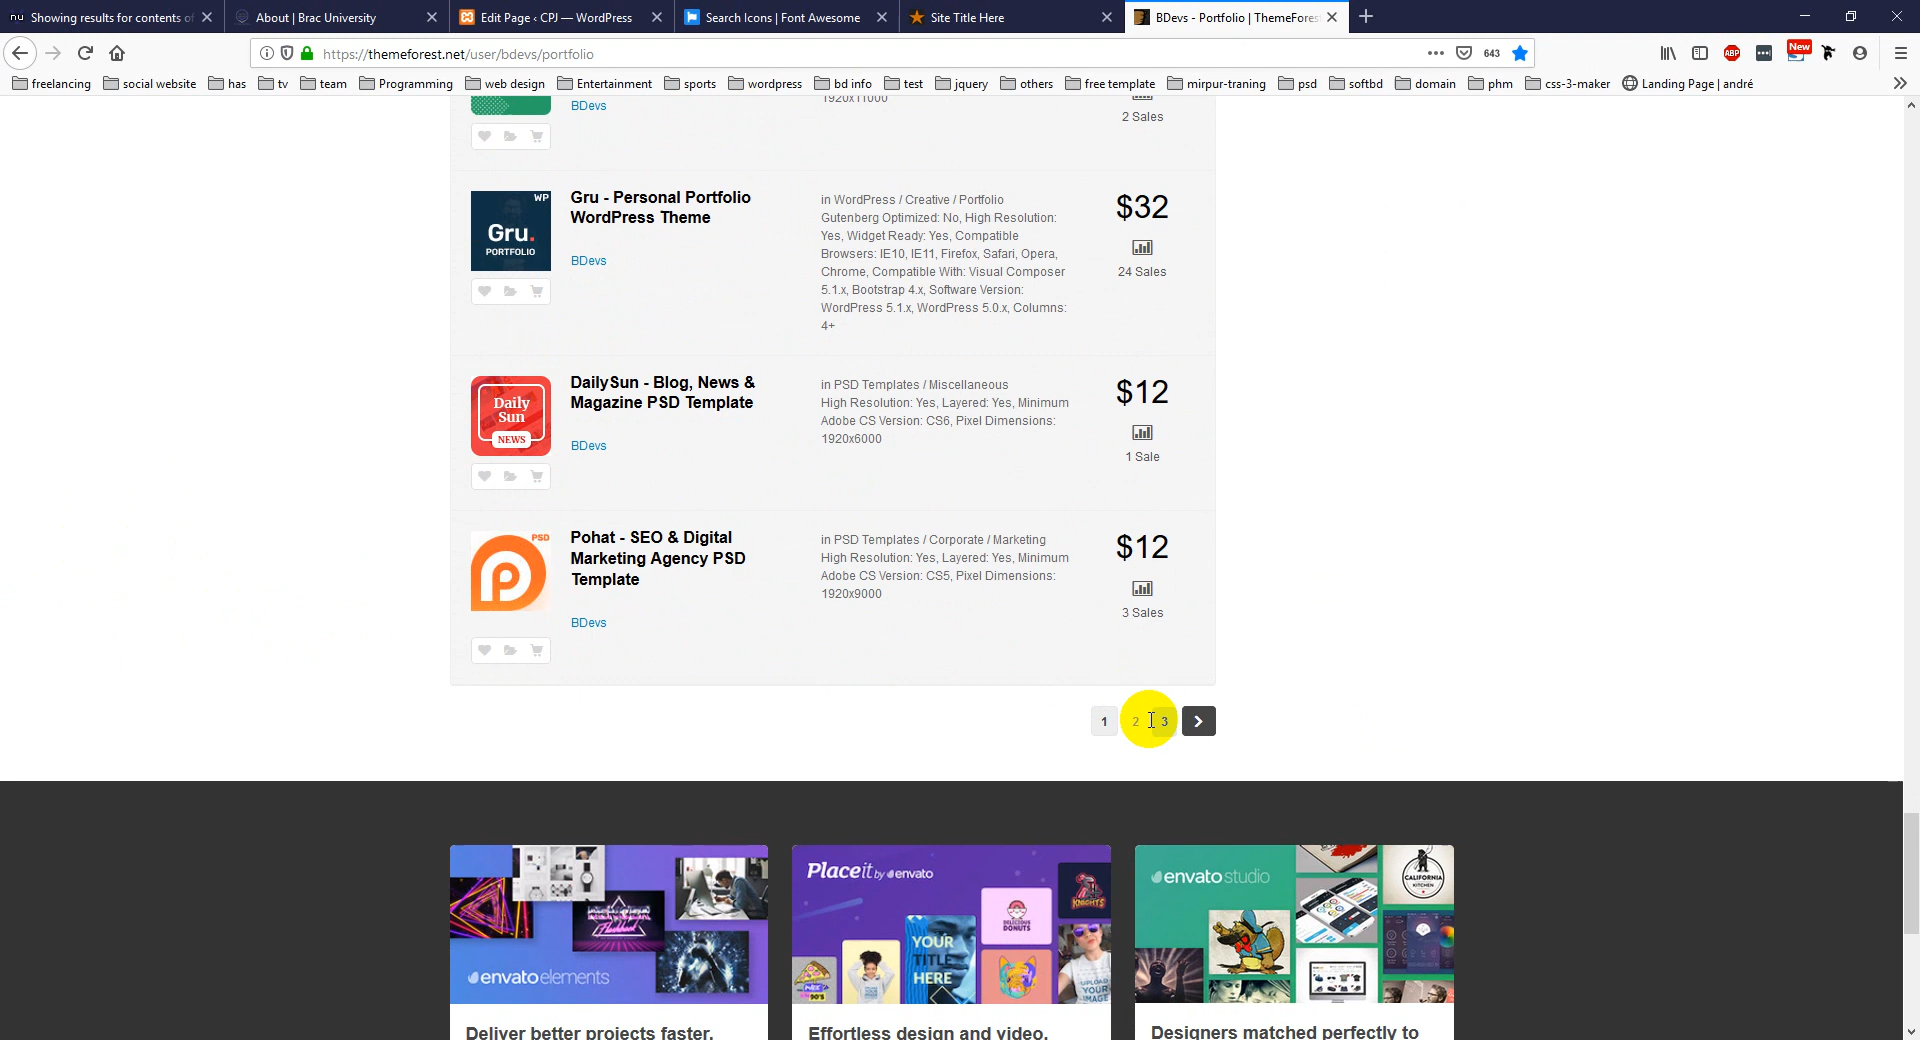 nu Showing results for contents of
About | Brac University
Edit Page ‹ CPJ — WordPress
Search Icons | Font Awesome
Site Title Here
BDevs - Portfolio | ThemeFores
https://themeforest.net/user/bdevs/portfolio
643
ABP
New
freelancing
social website
has
tv
team
Programming
web design
Entertainment
sports
wordpress
bd info
test
jquery
others
free template
mirpur-traning
psd
softbd
domain
phm
css-3-maker
Landing Page | andré
BDevs
1920x11000
2 Sales
WP
Gru.
PORTFOLIO
Gru - Personal Portfolio
WordPress Theme
BDevs
in WordPress / Creative / Portfolio
Gutenberg Optimized: No, High Resolution:
Yes, Widget Ready: Yes, Compatible
Browsers: IE10, IE11, Firefox, Safari, Opera,
Chrome, Compatible With: Visual Composer
5.1.x, Bootstrap 4.x, Software Version:
WordPress 5.1.x, WordPress 5.0.x, Columns:
4+
$32
24 Sales
Daily
Sun
NEWS
DailySun - Blog, News &
Magazine PSD Template
BDevs
in PSD Templates / Miscellaneous
High Resolution: Yes, Layered: Yes, Minimum
Adobe CS Version: CS6, Pixel Dimensions:
1920x6000
$12
1 Sale
PSD
Pohat - SEO & Digital
Marketing Agency PSD
Template
BDevs
in PSD Templates / Corporate / Marketing
High Resolution: Yes, Layered: Yes, Minimum
Adobe CS Version: CS5, Pixel Dimensions:
1920x9000
$12
3 Sales
1 2 3
envato elements
Placeit by envato
DELICIOUS
DONUTS
KNIGHTS
YOUR
TITLE
HERE
envato studio
CALIFORNIA
KITCHEN
Deliver better projects faster.
Effortless design and video.
Designers matched perfectly to